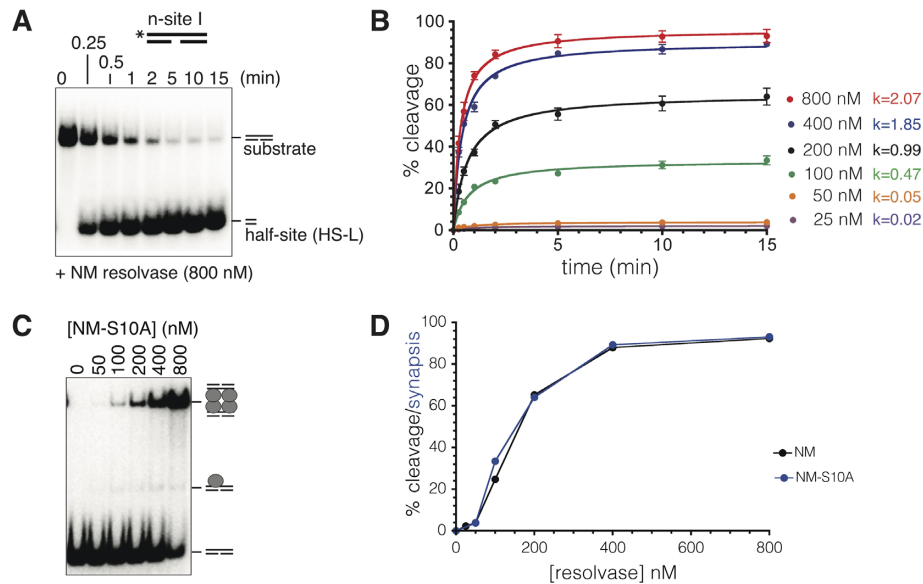 A
n-site I
*
0.25
0.5
0 1 2 5 10 15 (min)
substrate
half-site (HS-L)
+ NM resolvase (800 nM)
B
% cleavage
100
80
60
40
20
0
0 5 10 15
time (min)
800 nM k=2.07
400 nM k=1.85
200 nM k=0.99
100 nM k=0.47
50 nM k=0.05
25 nM k=0.02
C
[NM-S10A] (nM)
0 50 100 200 400 800
D
% cleavage/synapsis
100
80
60
40
20
0
0 200 400 600 800
[resolvase] nM
NM
NM-S10A